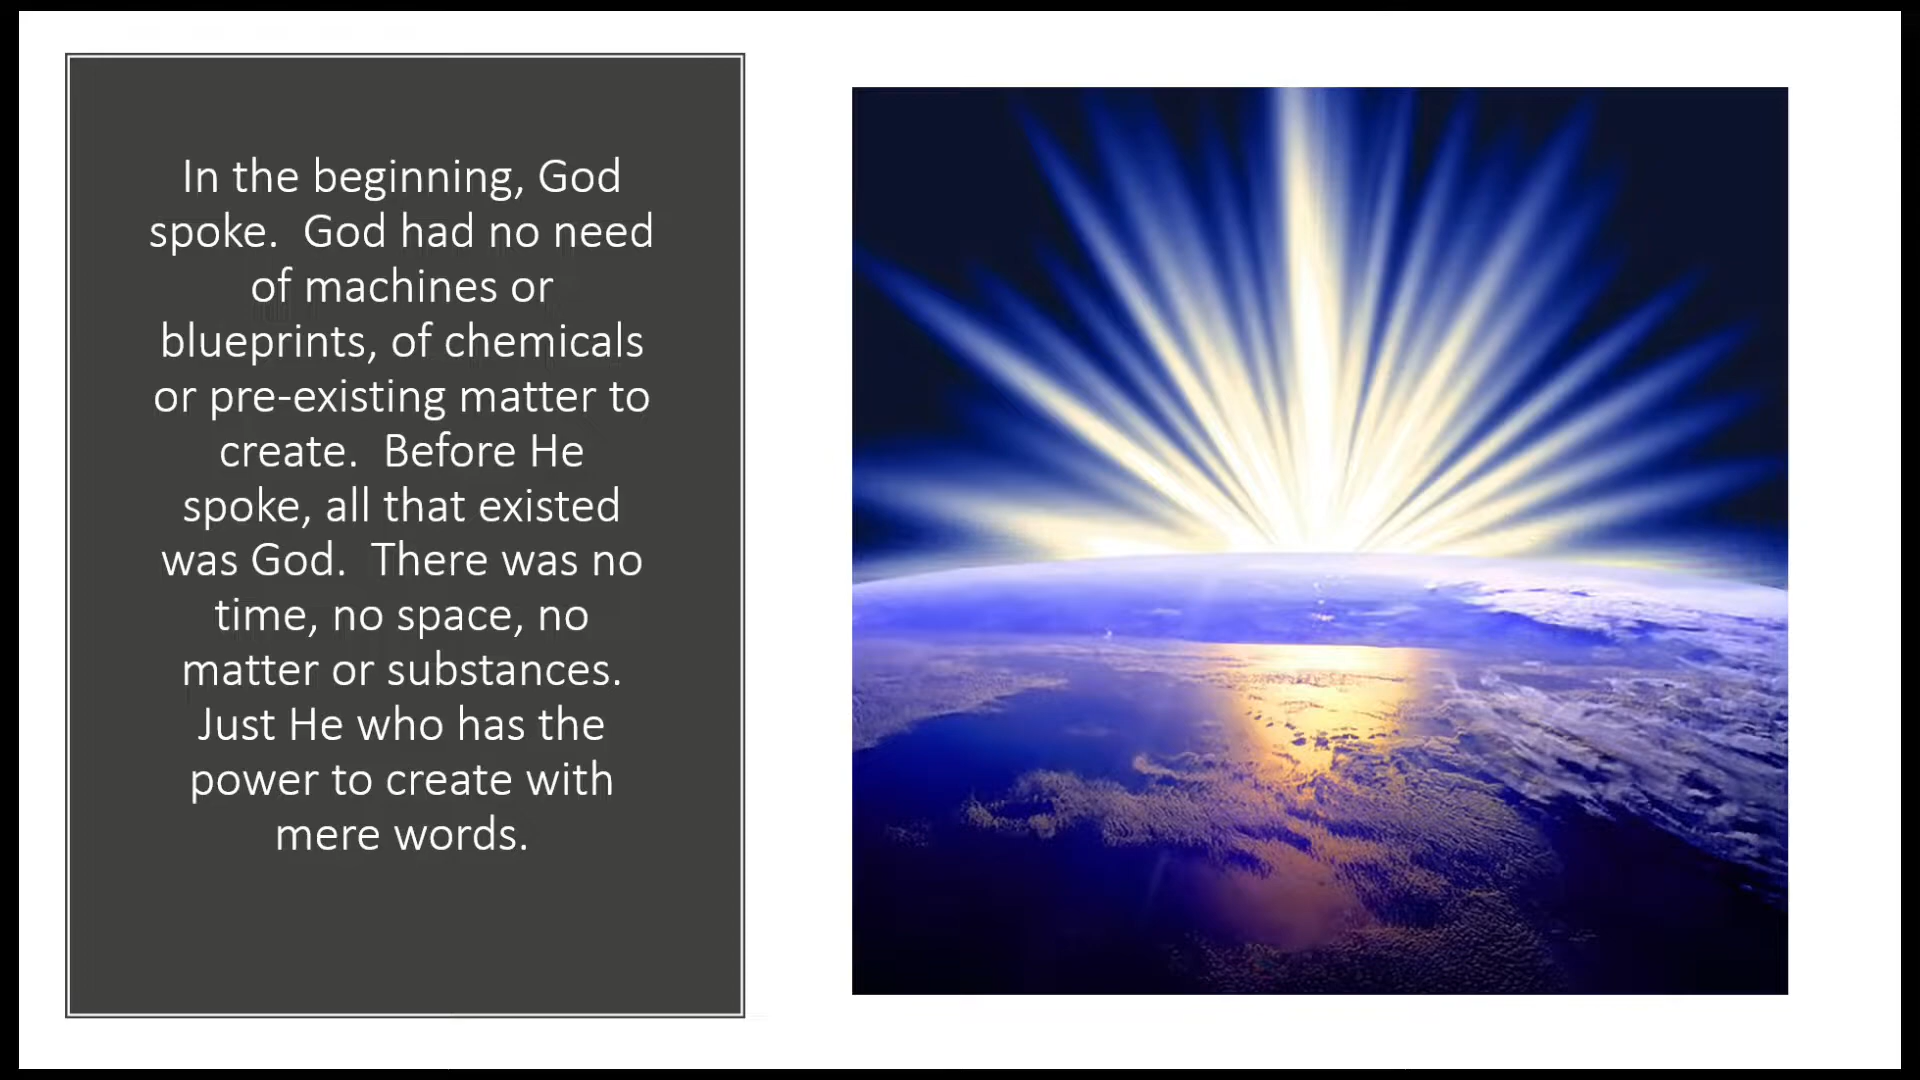 In the beginning, God
spoke.  God had no need
of machines or
blueprints, of chemicals
or pre-existing matter to
create.  Before He
spoke, all that existed
was God.  There was no
time, no space, no
matter or substances.
Just He who has the
power to create with
mere words.